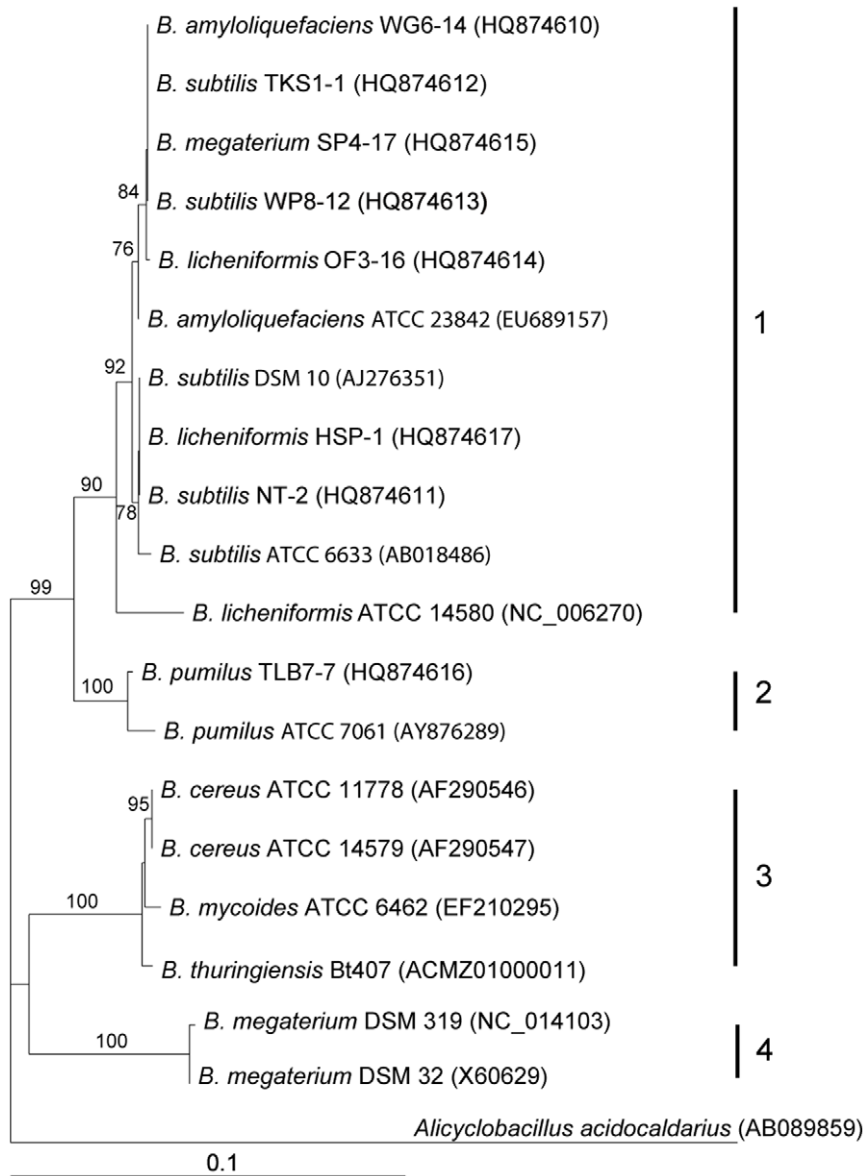 B. amyloliquefaciens WG6-14 (HQ874610)
B. subtilis TKS1-1 (HQ874612)
B. megaterium SP4-17 (HQ874615)
84
B. subtilis WP8-12 (HQ874613)
76
B. licheniformis OF3-16 (HQ874614)
B. amyloliquefaciens ATCC 23842 (EU689157)
1
92
B. subtilis DSM 10 (AJ276351)
B. licheniformis HSP-1 (HQ874617)
90
B. subtilis NT-2 (HQ874611)
78
B. subtilis ATCC 6633 (AB018486)
99
B. licheniformis ATCC 14580 (NC_006270)
B. pumilus TLB7-7 (HQ874616)
100
2
B. pumilus ATCC 7061 (AY876289)
B. cereus ATCC 11778 (AF290546)
95
B. cereus ATCC 14579 (AF290547)
3
100
B. mycoides ATCC 6462 (EF210295)
B. thuringiensis Bt407 (ACMZ01000011)
B. megaterium DSM 319 (NC_014103)
100
4
B. megaterium DSM 32 (X60629)
Alicyclobacillus acidocaldarius (AB089859)
0.1